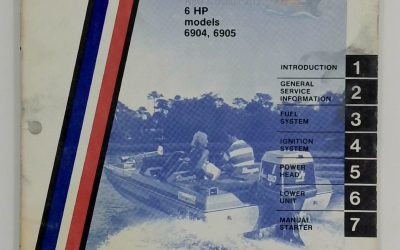 6 HP
models
6904, 6905
INTRODUCTION 1
GENERAL
SERVICE
INFORMATION 2
FUEL
SYSTEM 3
IGNITION
SYSTEM 4
POWER
HEAD 5
LOWER
UNIT 6
MANUAL
STARTER 7